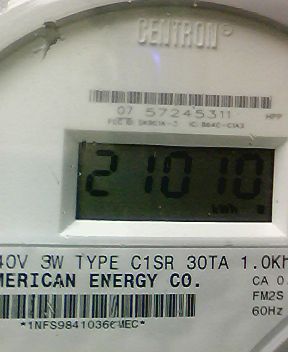 CENTRON®
07 57245311 HPP
21010
kWh
40V 3W TYPE C1SR 30TA 1.0Kh
MERICAN ENERGY CO.
CA 0.
FM2S
60Hz